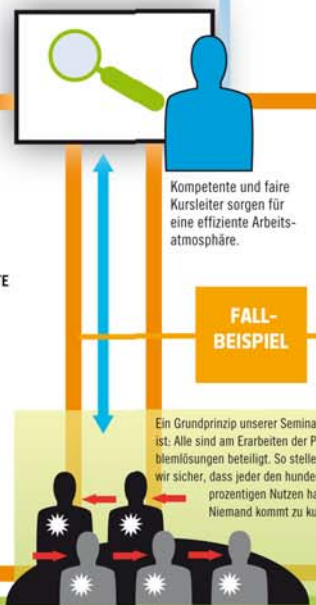 Kompetente und faire
Kursleiter sorgen für
eine effiziente Arbeits-
atmosphäre.
TE
FALL-
BEISPIEL
Ein Grundprinzip unserer Semina
ist: Alle sind am Erarbeiten der P
blemlösungen beteiligt. So stelle
wir sicher, dass jeder den hunde
prozentigen Nutzen ha
Niemand kommt zu ku